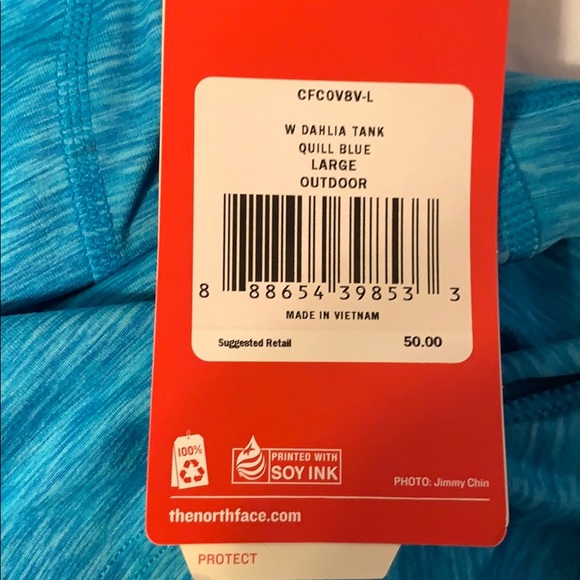 CFC0V8V-L
W DAHLIA TANK
QUILL BLUE
LARGE
OUTDOOR
8 88654 39853 3
MADE IN VIETNAM
Suggested Retail 50.00
100%
PRINTED WITH
SOY INK
PHOTO: Jimmy Chin
thenorthface.com
PROTECT